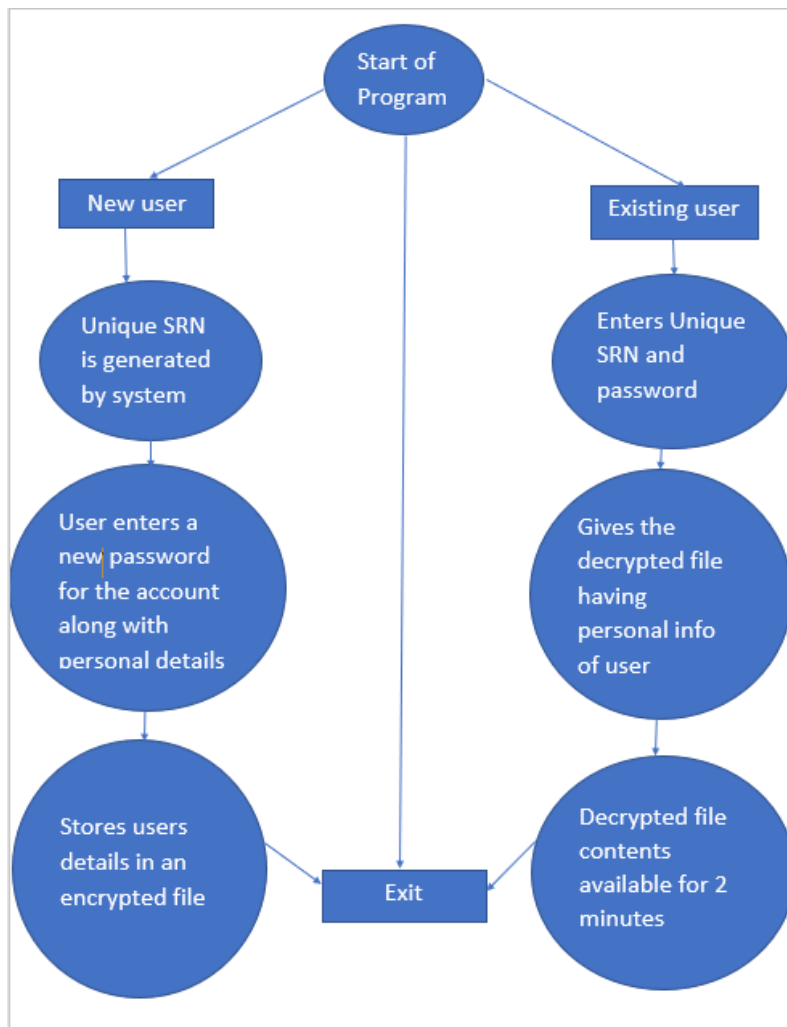 Start of
Program
New user
Existing user
Unique SRN
is generated
by system
Enters Unique
SRN and
password
User enters a
new password
for the account
along with
personal details
Gives the
decrypted file
having
personal info
of user
Stores users
details in an
encrypted file
Exit
Decrypted file
contents
available for 2
minutes